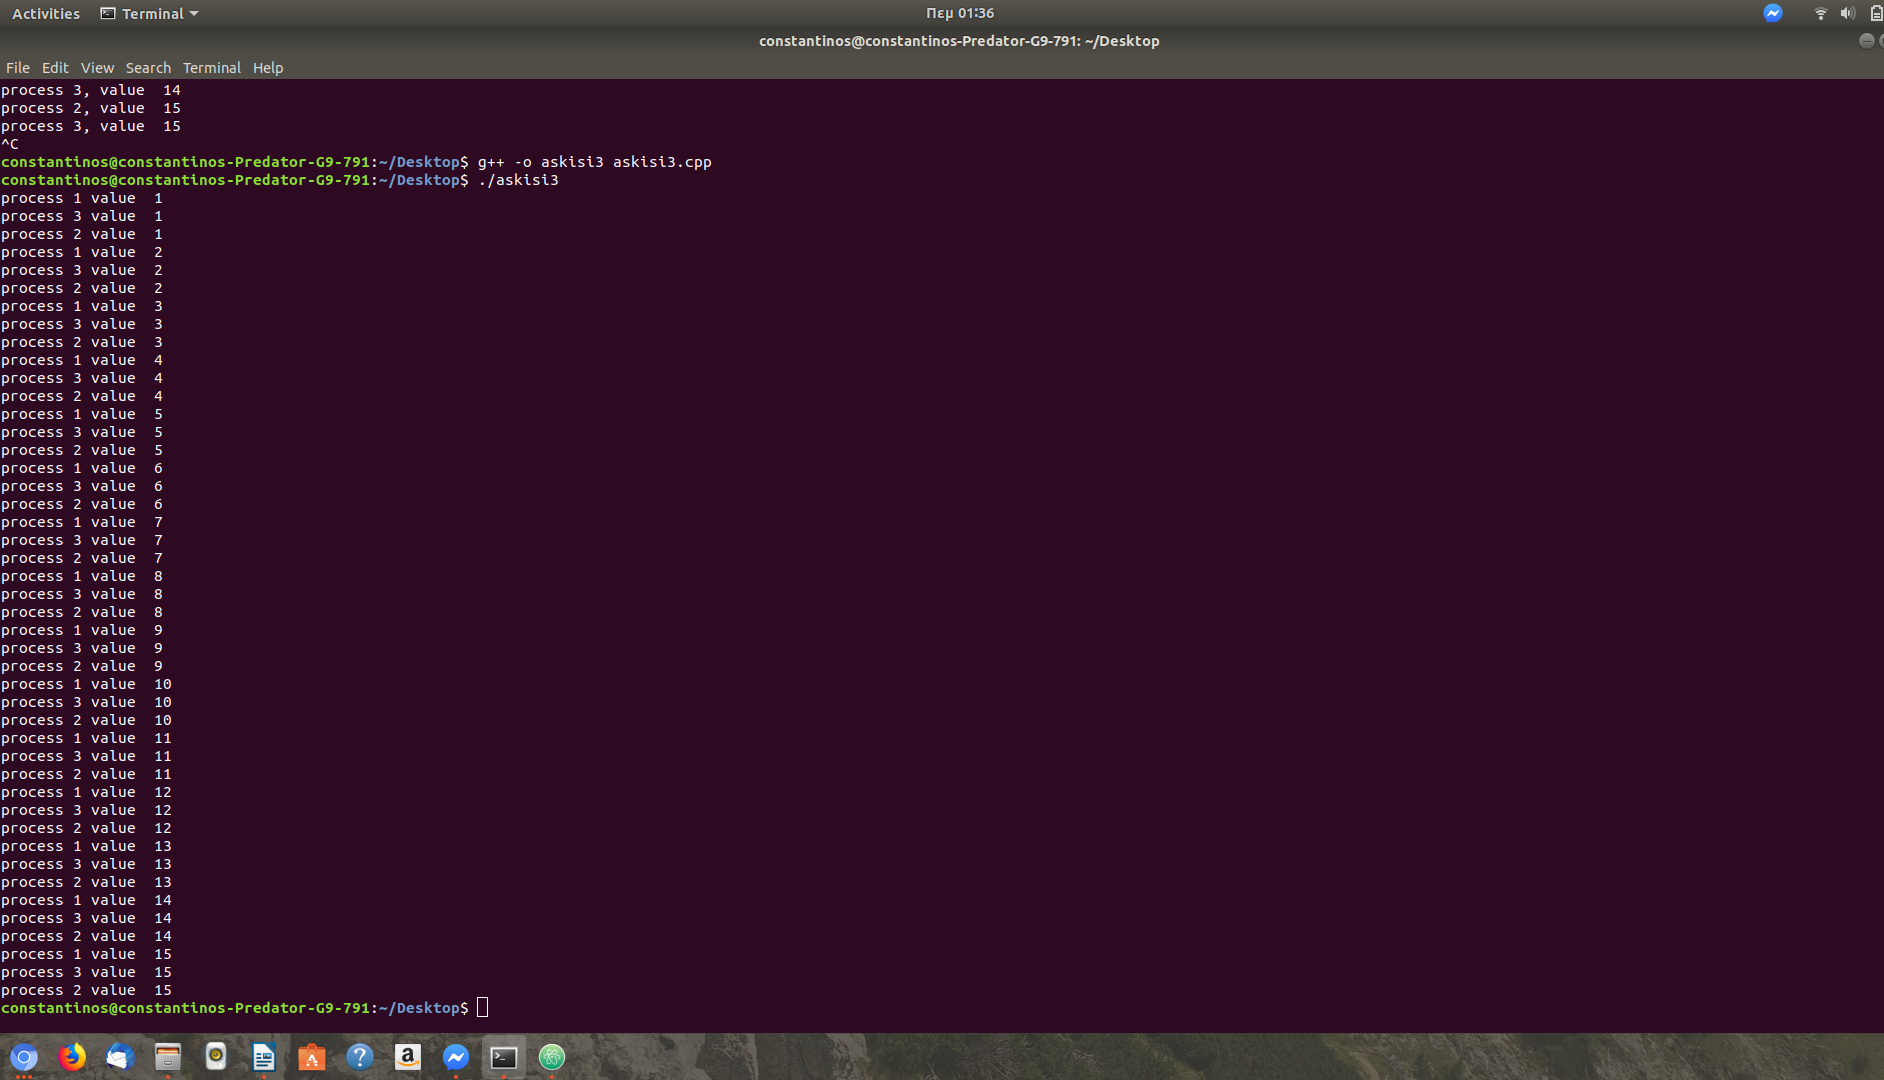 Activities Terminal Πεμ 01:36
constantinos@constantinos-Predator-G9-791: ~/Desktop
File Edit View Search Terminal Help
process 3, value  14
process 2, value  15
process 3, value  15
^C
constantinos@constantinos-Predator-G9-791:~/Desktop$ g++ -o askisi3 askisi3.cpp
constantinos@constantinos-Predator-G9-791:~/Desktop$ ./askisi3
process 1 value  1
process 3 value  1
process 2 value  1
process 1 value  2
process 3 value  2
process 2 value  2
process 1 value  3
process 3 value  3
process 2 value  3
process 1 value  4
process 3 value  4
process 2 value  4
process 1 value  5
process 3 value  5
process 2 value  5
process 1 value  6
process 3 value  6
process 2 value  6
process 1 value  7
process 3 value  7
process 2 value  7
process 1 value  8
process 3 value  8
process 2 value  8
process 1 value  9
process 3 value  9
process 2 value  9
process 1 value  10
process 3 value  10
process 2 value  10
process 1 value  11
process 3 value  11
process 2 value  11
process 1 value  12
process 3 value  12
process 2 value  12
process 1 value  13
process 3 value  13
process 2 value  13
process 1 value  14
process 3 value  14
process 2 value  14
process 1 value  15
process 3 value  15
process 2 value  15
constantinos@constantinos-Predator-G9-791:~/Desktop$